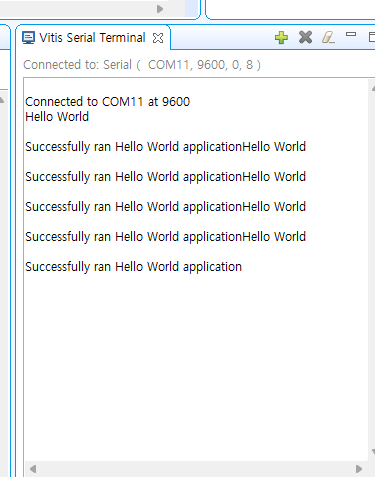 Vitis Serial Terminal
Connected to: Serial ( COM11, 9600, 0, 8 )
Connected to COM11 at 9600
Hello World
Successfully ran Hello World applicationHello World
Successfully ran Hello World applicationHello World
Successfully ran Hello World applicationHello World
Successfully ran Hello World applicationHello World
Successfully ran Hello World application